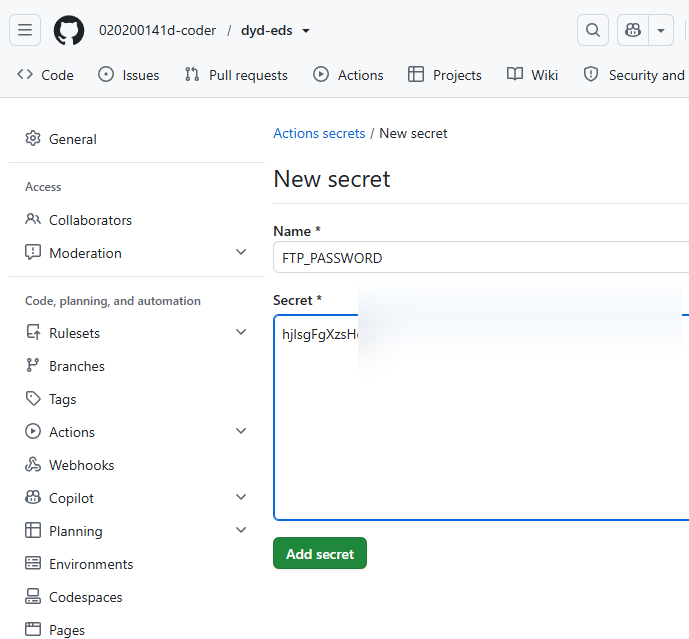 020200141d-coder / dyd-eds
Code Issues Pull requests Actions Projects Wiki Security and
General
Access
Collaborators
Moderation
Code, planning, and automation
Rulesets
Branches
Tags
Actions
Webhooks
Copilot
Planning
Environments
Codespaces
Pages
Actions secrets / New secret
New secret
Name *
FTP_PASSWORD
Secret *
Add secret